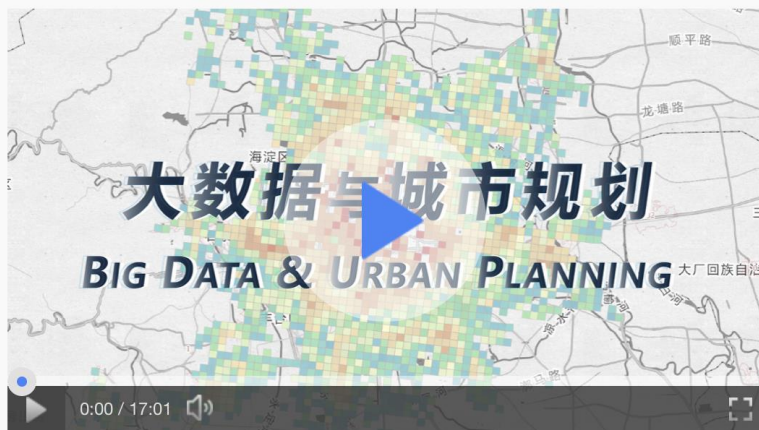 顺平路
龙塘路
海淀区
大数据与城市规划
BIG DATA & URBAN PLANNING
大厂回族自治
0:00 / 17:01